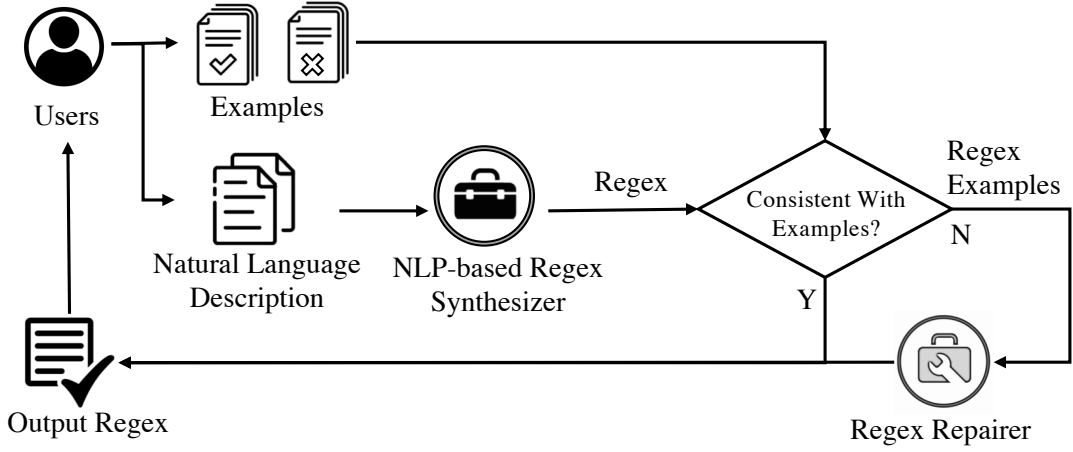 Users
Examples
Natural Language
Description
NLP-based Regex
Synthesizer
Regex
Consistent With
Examples?
Regex
Examples
N
Y
Output Regex
Regex Repairer